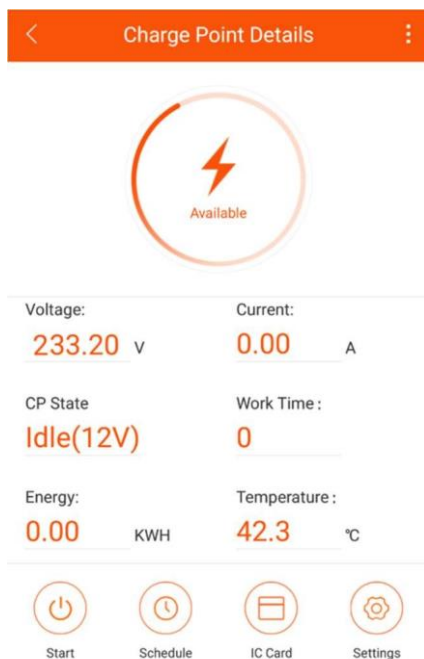 Charge Point Details
Available
Voltage: Current:
233.20 V 0.00 A
CP State Work Time :
Idle(12V) 0
Energy: Temperature :
0.00 KWH 42.3 ℃
Start Schedule IC Card Settings